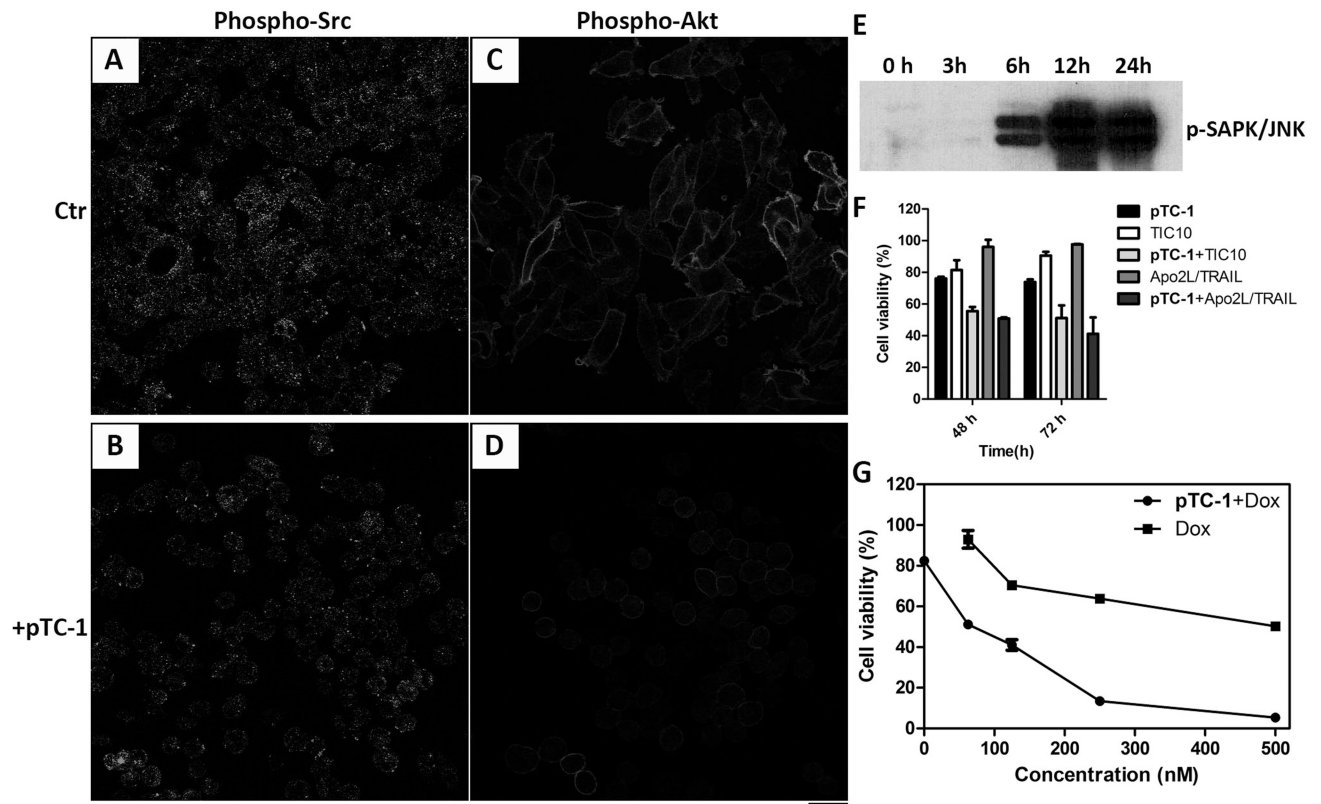 Phospho-Src
Phospho-Akt
A
C
Ctr
B
D
+pTC-1
E
0 h 3h 6h 12h 24h
p-SAPK/JNK
F
120
100
80
60
40
20
0
Cell viability (%)
48 h
72 h
Time(h)
pTC-1
TIC10
pTC-1+TIC10
Apo2L/TRAIL
pTC-1+Apo2L/TRAIL
G
120
100
80
60
40
20
0
Cell viability (%)
pTC-1+Dox
Dox
0 100 200 300 400 500
Concentration (nM)